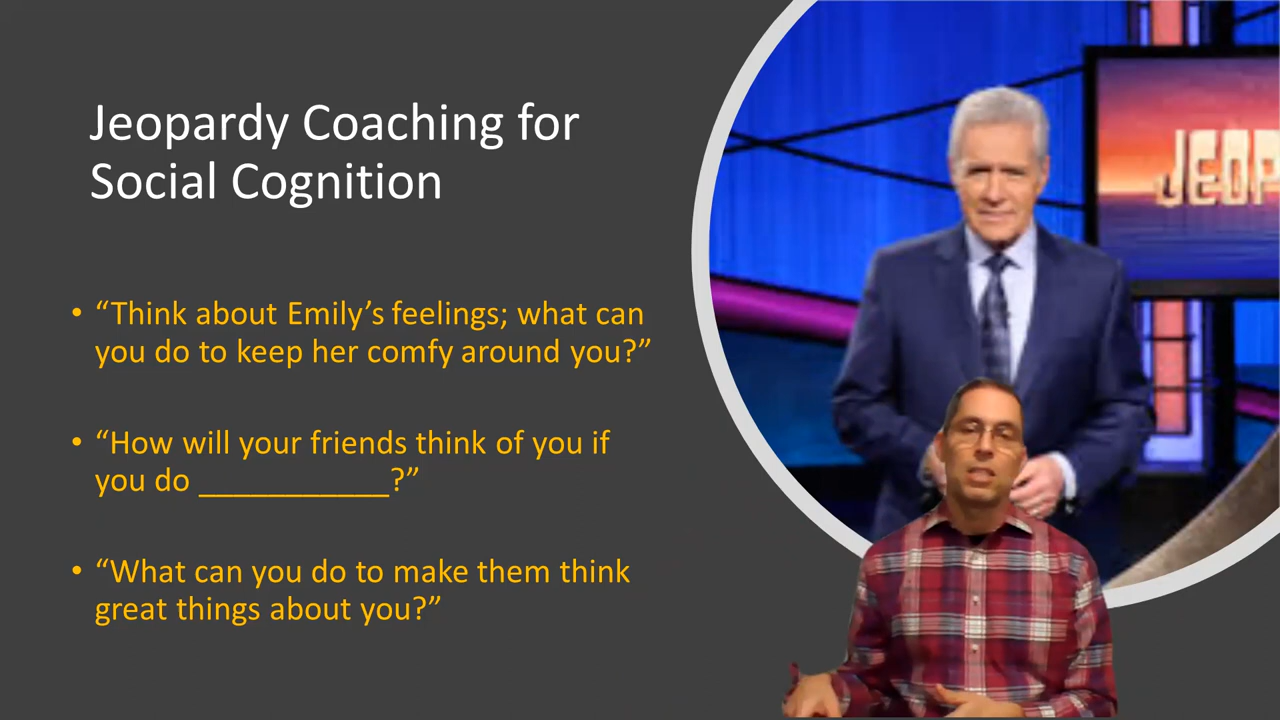 Jeopardy Coaching for
Social Cognition
• “Think about Emily’s feelings; what can
you do to keep her comfy around you?”
• “How will your friends think of you if
you do ____________?”
• “What can you do to make them think
great things about you?”
JEOP